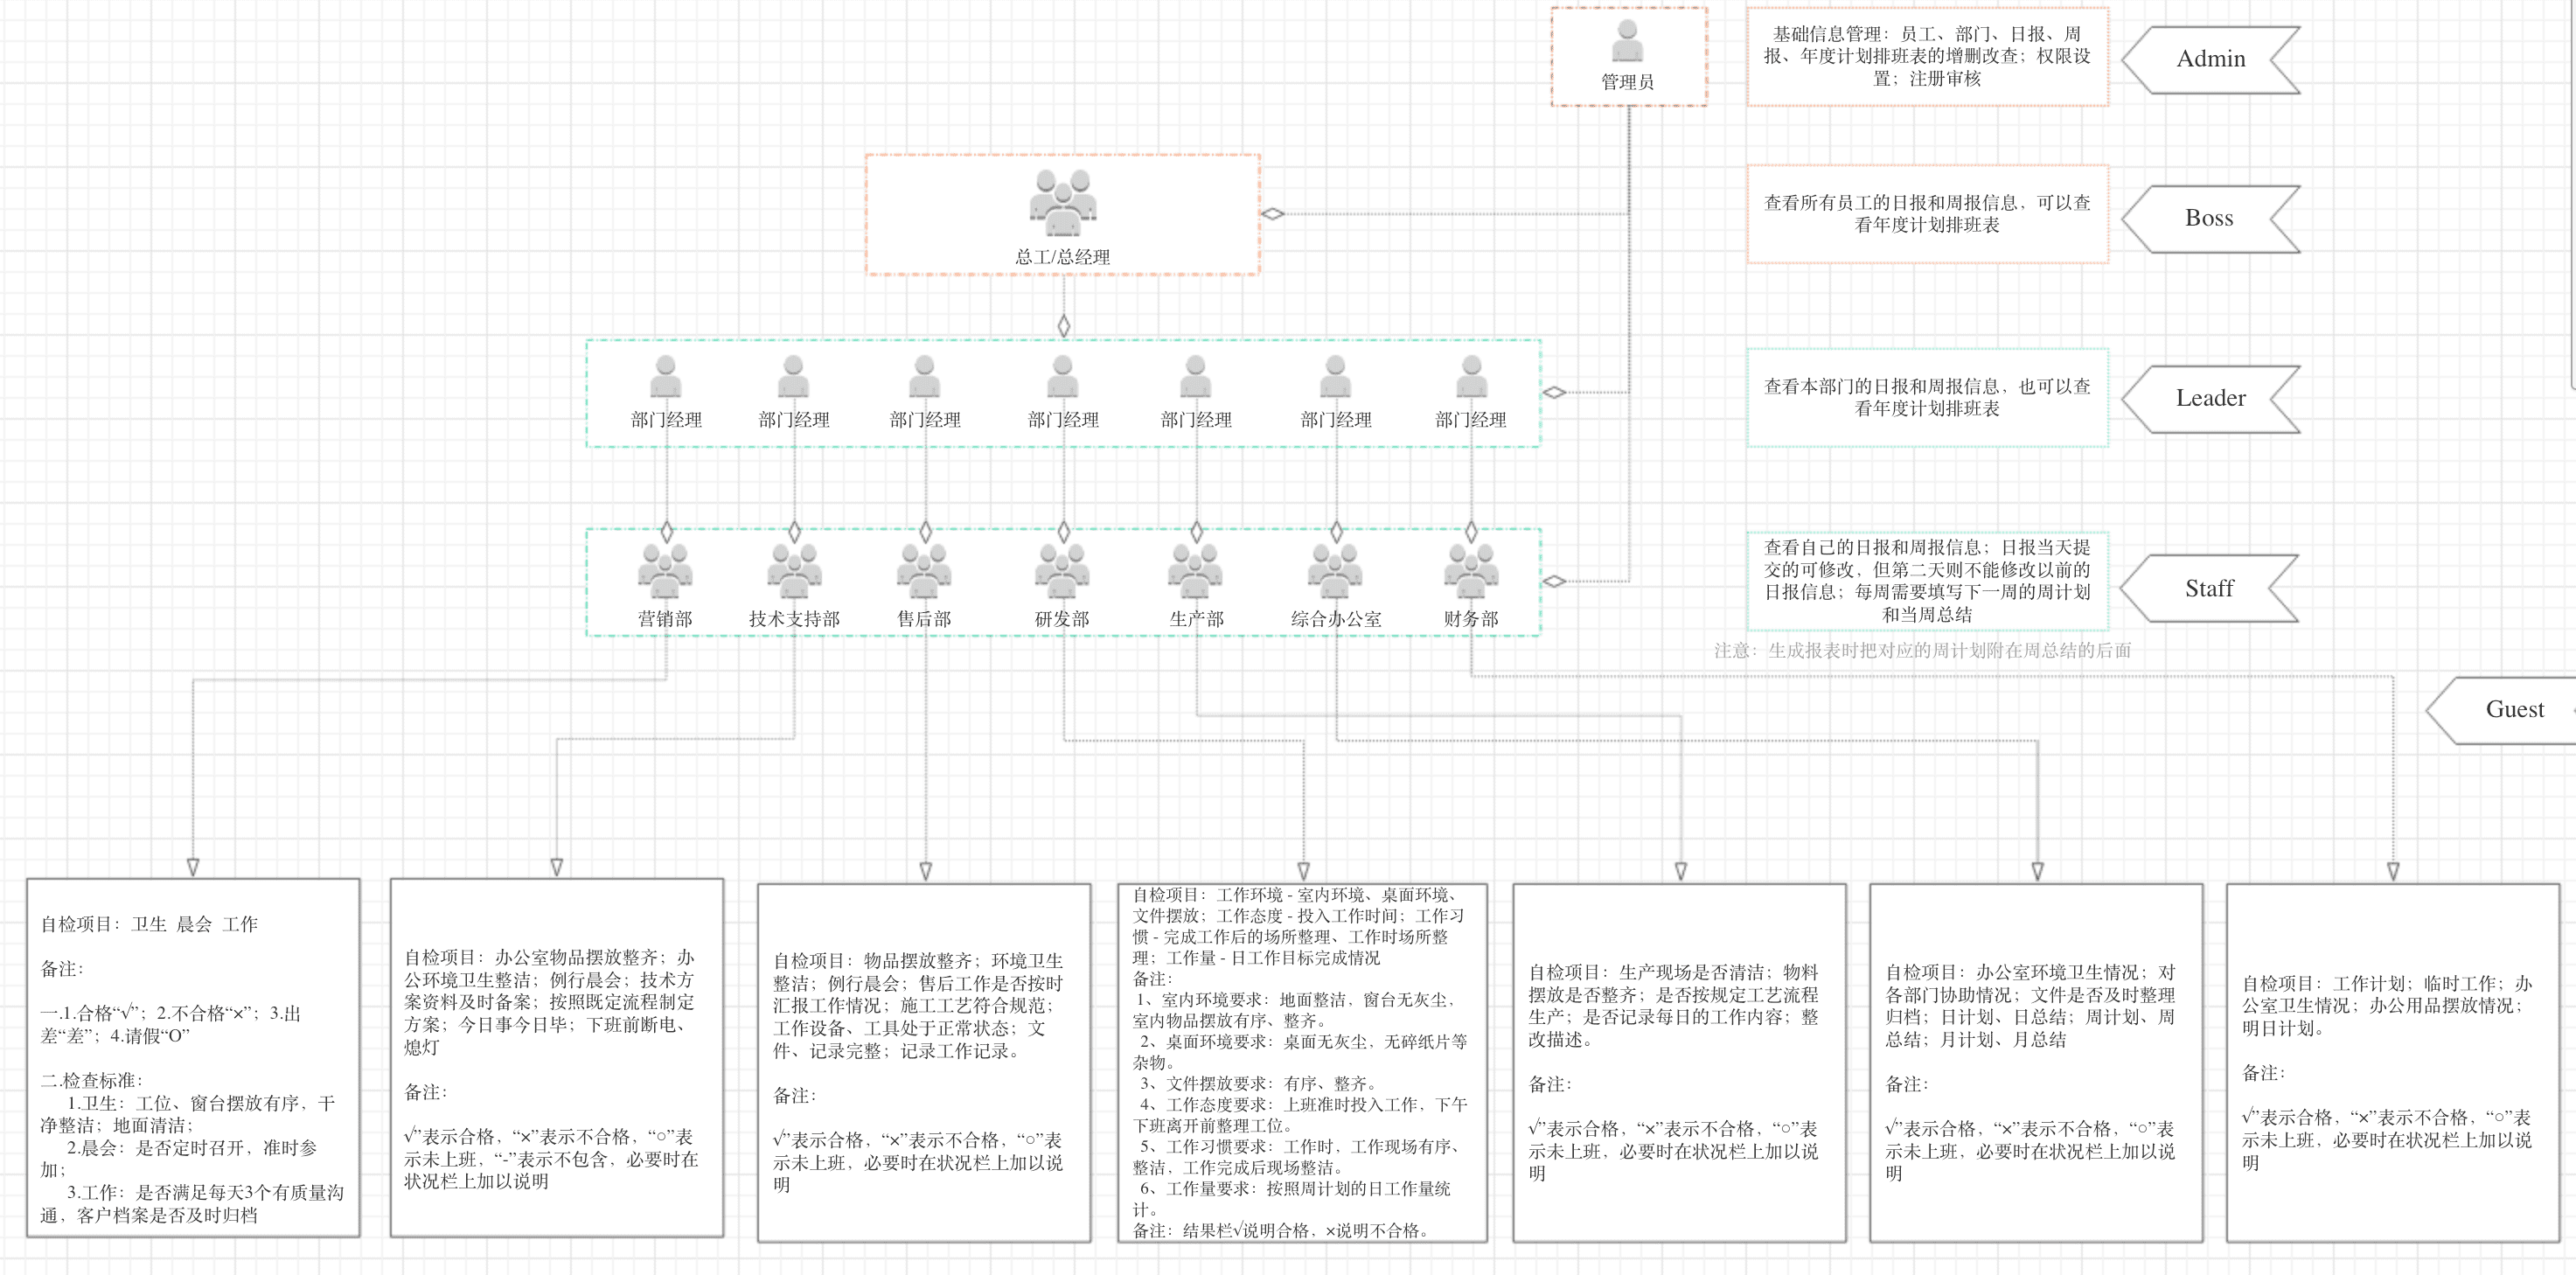 管理员
基础信息管理：员工、部门、日报、周
报、年度计划排班表的增删改查；权限设
置；注册审核
Admin
总工/总经理
查看所有员工的日报和周报信息，可以查
看年度计划排班表
Boss
部门经理
部门经理
部门经理
部门经理
部门经理
部门经理
部门经理
查看本部门的日报和周报信息，也可以查
看年度计划排班表
Leader
营销部
技术支持部
售后部
研发部
生产部
综合办公室
财务部
查看自己的日报和周报信息；日报当天提
交的可修改，但第二天则不能修改以前的
日报信息；每周需要填写下一周的周计划
和当周总结
Staff
注意：生成报表时把对应的周计划附在周总结的后面
Guest
自检项目：卫生 晨会 工作
备注：
一.1.合格“√”；2.不合格“×”；3.出
差“差”；4.请假“O”
二.检查标准：
1.卫生：工位、窗台摆放有序，干
净整洁；地面清洁；
2.晨会：是否定时召开，准时参
加；
3.工作：是否满足每天3个有质量沟
通，客户档案是否及时归档
自检项目：办公室物品摆放整齐；办
公环境卫生整洁；例行晨会；技术方
案资料及时备案；按照既定流程制定
方案；今日事今日毕；下班前断电、
熄灯
备注：
√”表示合格，“×”表示不合格，“○”表
示未上班，“-”表示不包含，必要时在
状况栏上加以说明
自检项目：物品摆放整齐；环境卫生
整洁；例行晨会；售后工作是否按时
汇报工作情况；施工工艺符合规范；
工作设备、工具处于正常状态；文
件、记录完整；记录工作记录。
备注：
√”表示合格，“×”表示不合格，“○”表
示未上班，必要时在状况栏上加以说
明
自检项目：工作环境 - 室内环境、桌面环境、
文件摆放；工作态度 - 投入工作时间；工作习
惯 - 完成工作后的场所整理、工作时场所整
理；工作量 - 日工作目标完成情况
备注：
1、室内环境要求：地面整洁，窗台无灰尘，
室内物品摆放有序、整齐。
2、桌面环境要求：桌面无灰尘，无碎纸片等
杂物。
3、文件摆放要求：有序、整齐。
4、工作态度要求：上班准时投入工作，下午
下班离开前整理工位。
5、工作习惯要求：工作时，工作现场有序、
整洁，工作完成后现场整洁。
6、工作量要求：按照周计划的日工作量统
计。
备注：结果栏√说明合格，×说明不合格。
自检项目：生产现场是否清洁；物料
摆放是否整齐；是否按规定工艺流程
生产；是否记录每日的工作内容；整
改描述。
备注：
√”表示合格，“×”表示不合格，“○”表
示未上班，必要时在状况栏上加以说
明
自检项目：办公室环境卫生情况；对
各部门协助情况；文件是否及时整理
归档；日计划、日总结；周计划、周
总结；月计划、月总结
备注：
√”表示合格，“×”表示不合格，“○”表
示未上班，必要时在状况栏上加以说
明
自检项目：工作计划；临时工作；办
公室卫生情况；办公用品摆放情况；
明日计划。
备注：
√”表示合格，“×”表示不合格，“○”表
示未上班，必要时在状况栏上加以说
明